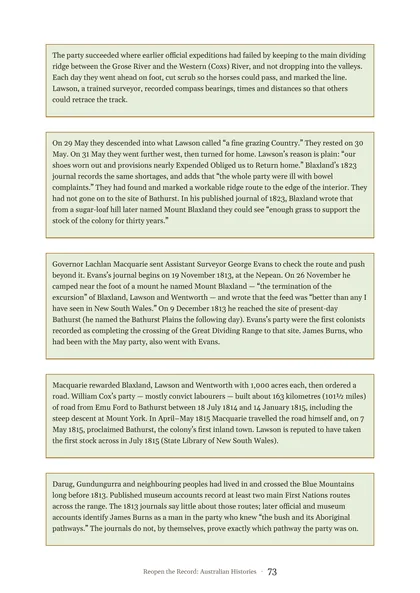 The party succeeded where earlier official expeditions had failed by keeping to the main dividing
ridge between the Grose River and the Western (Coxs) River, and not dropping into the valleys.
Each day they went ahead on foot, cut scrub so the horses could pass, and marked the line.
Lawson, a trained surveyor, recorded compass bearings, times and distances so that others
could retrace the track.
On 29 May they descended into what Lawson called “a fine grazing Country.” They rested on 30
May. On 31 May they went further west, then turned for home. Lawson’s reason is plain: “our
shoes worn out and provisions nearly Expended Obliged us to Return home.” Blaxland’s 1823
journal records the same shortages, and adds that “the whole party were ill with bowel
complaints.” They had found and marked a workable ridge route to the edge of the interior. They
had not gone on to the site of Bathurst. In his published journal of 1823, Blaxland wrote that
from a sugar-loaf hill later named Mount Blaxland they could see “enough grass to support the
stock of the colony for thirty years.”
Governor Lachlan Macquarie sent Assistant Surveyor George Evans to check the route and push
beyond it. Evans’s journal begins on 19 November 1813, at the Nepean. On 26 November he
camped near the foot of a mount he named Mount Blaxland — “the termination of the
excursion” of Blaxland, Lawson and Wentworth — and wrote that the feed was “better than any I
have seen in New South Wales.” On 9 December 1813 he reached the site of present-day
Bathurst (he named the Bathurst Plains the following day). Evans’s party were the first colonists
recorded as completing the crossing of the Great Dividing Range to that site. James Burns, who
had been with the May party, also went with Evans.
Macquarie rewarded Blaxland, Lawson and Wentworth with 1,000 acres each, then ordered a
road. William Cox’s party — mostly convict labourers — built about 163 kilometres (101½ miles)
of road from Emu Ford to Bathurst between 18 July 1814 and 14 January 1815, including the
steep descent at Mount York. In April–May 1815 Macquarie travelled the road himself and, on 7
May 1815, proclaimed Bathurst, the colony’s first inland town. Lawson is reputed to have taken
the first stock across in July 1815 (State Library of New South Wales).
Darug, Gundungurra and neighbouring peoples had lived in and crossed the Blue Mountains
long before 1813. Published museum accounts record at least two main First Nations routes
across the range. The 1813 journals say little about those routes; later official and museum
accounts identify James Burns as a man in the party who knew “the bush and its Aboriginal
pathways.” The journals do not, by themselves, prove exactly which pathway the party was on.
Reopen the Record: Australian Histories · 73